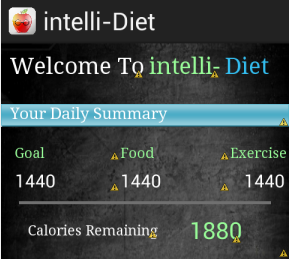 intelli-Diet
Welcome To intelli- Diet
Your Daily Summary
Goal Food Exercise
1440 1440 1440
Calories Remaining 1880